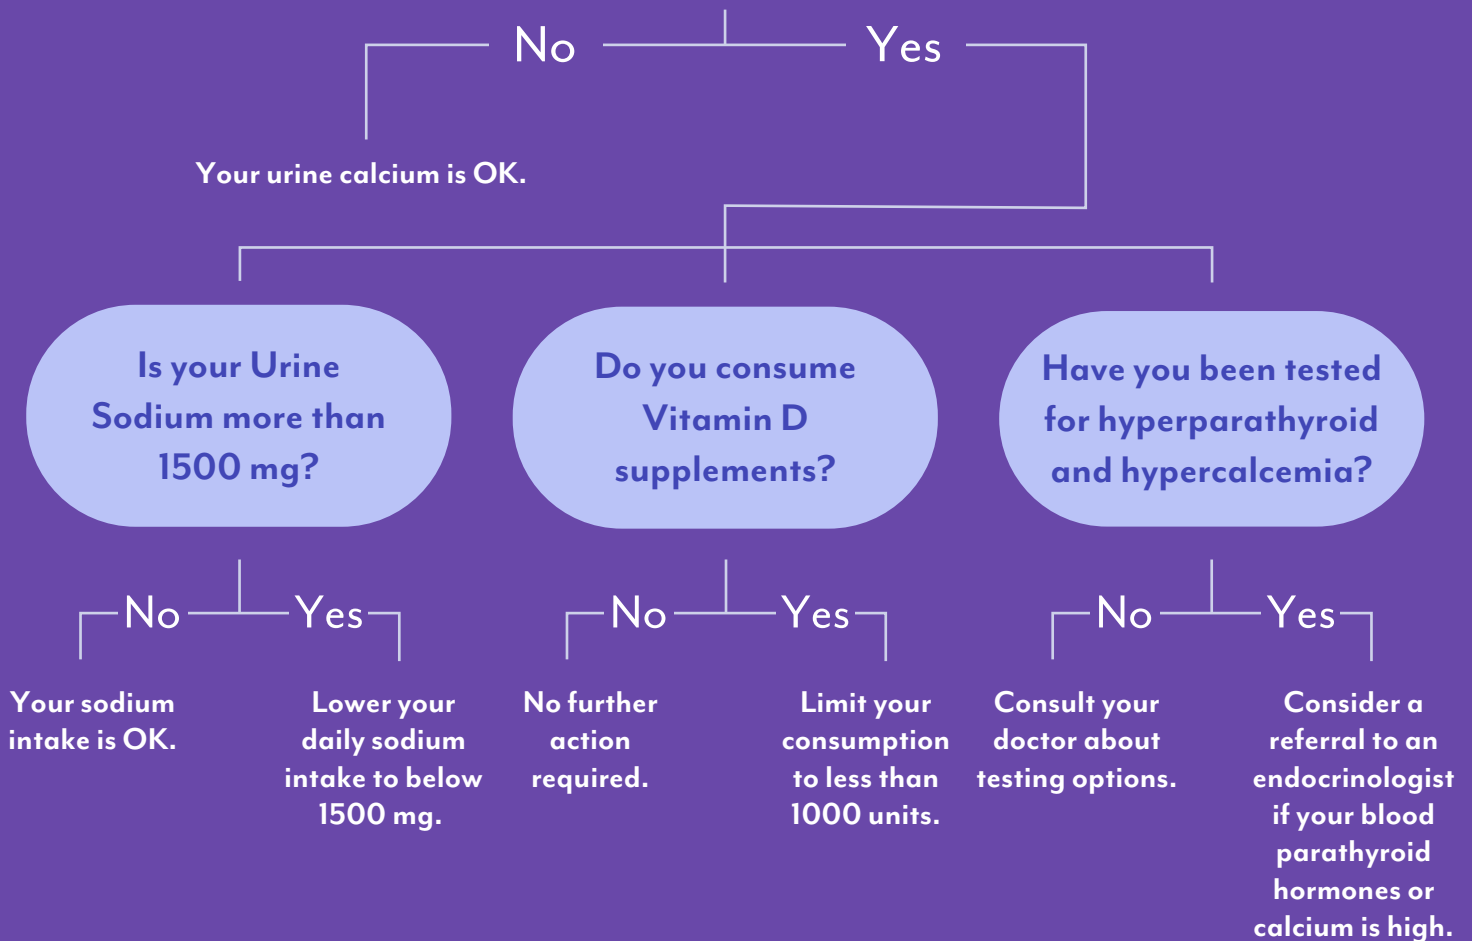 No
Yes
Your urine calcium is OK.
Is your Urine
Sodium more than
1500 mg?
Do you consume
Vitamin D
supplements?
Have you been tested
for hyperparathyroid
and hypercalcemia?
No
Yes
No
Yes
No
Yes
Your sodium
intake is OK.
Lower your
daily sodium
intake to below
1500 mg.
No further
action
required.
Limit your
consumption
to less than
1000 units.
Consult your
doctor about
testing options.
Consider a
referral to an
endocrinologist
if your blood
parathyroid
hormones or
calcium is high.